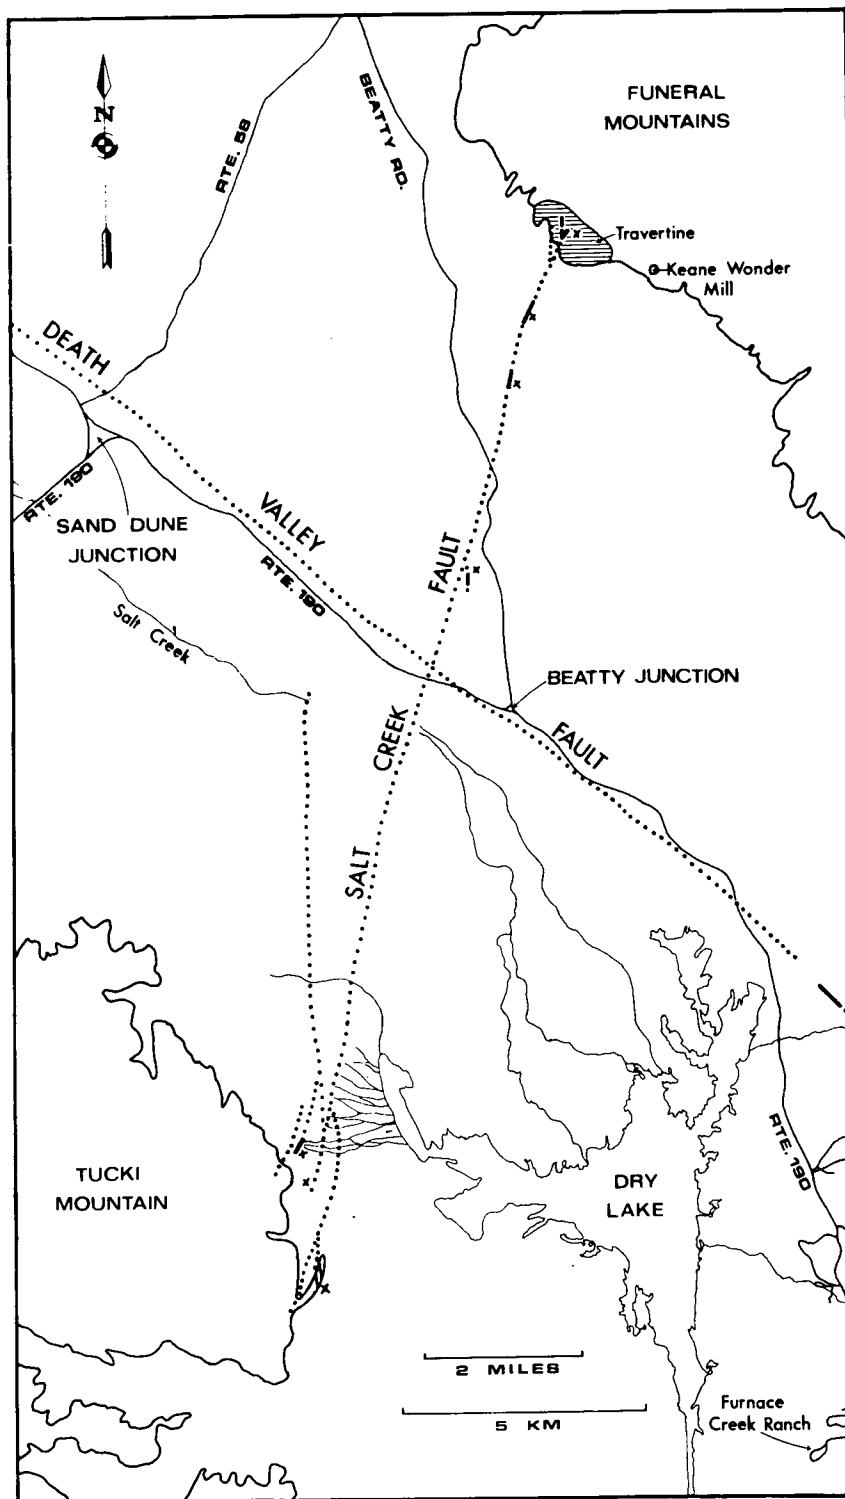 FUNERAL
MOUNTAINS
N
RTE. 58
BEATTY RD.
Travertine
Keane Wonder
Mill
DEATH
VALLEY
FAULT
RTE. 190
SAND DUNE
JUNCTION
RTE. 190
Salt Creek
FAULT
CREEK
SALT
BEATTY JUNCTION
RTE. 190
TUCKI
MOUNTAIN
DRY
LAKE
2 MILES
5 KM
Furnace
Creek Ranch
x
x
x
x
x
x
x